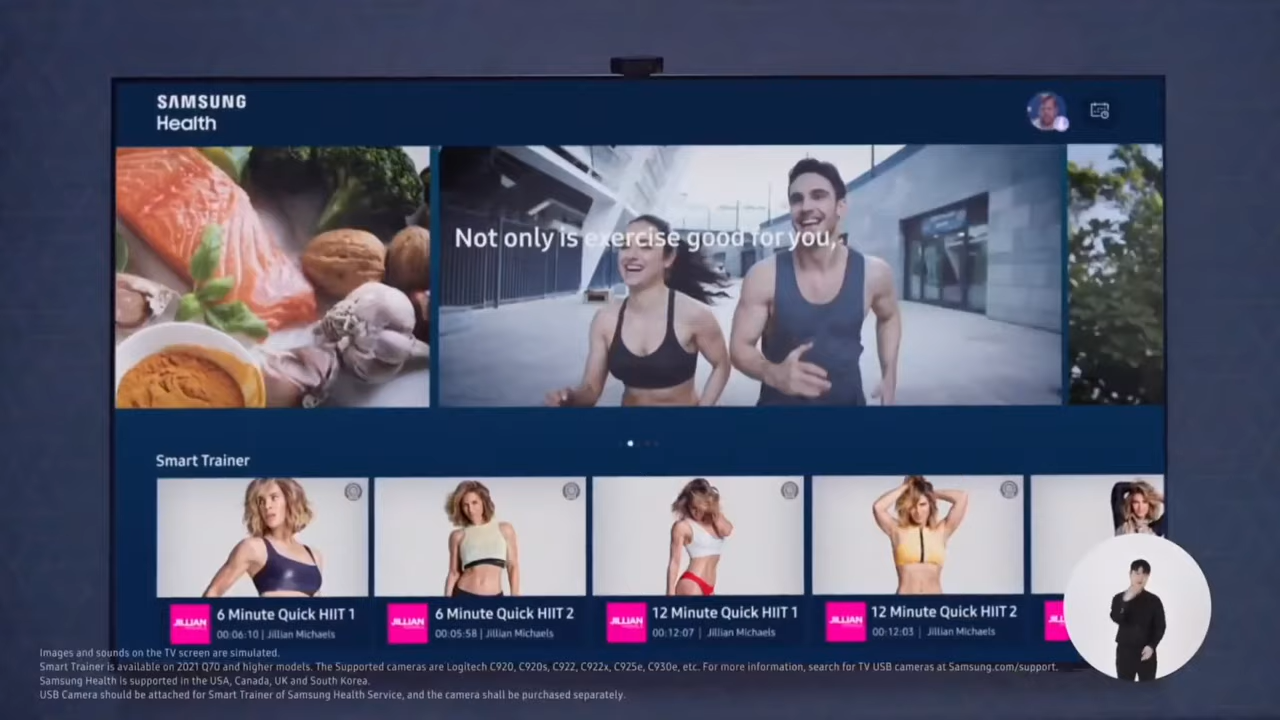 SAMSUNG
Health
Not only is exercise good for you,
Smart Trainer
JILLIAN
6 Minute Quick HIIT 1
00:06:10 | Jillian Michaels
JILLIAN
6 Minute Quick HIIT 2
00:05:58 | Jillian Michaels
JILLIAN
12 Minute Quick HIIT 1
00:12:07 | Jillian Michaels
JILLIAN
12 Minute Quick HIIT 2
00:12:03 | Jillian Michaels
Images and sounds on the TV screen are simulated.
Smart Trainer is available on 2021 Q70 and higher models. The Supported cameras are Logitech C920, C920s, C922, C922x, C925e, C930e, etc. For more information, search for TV USB cameras at Samsung.com/support.
Samsung Health is supported in the USA, Canada, UK and South Korea.
USB Camera should be attached for Smart Trainer of Samsung Health Service, and the camera shall be purchased separately.